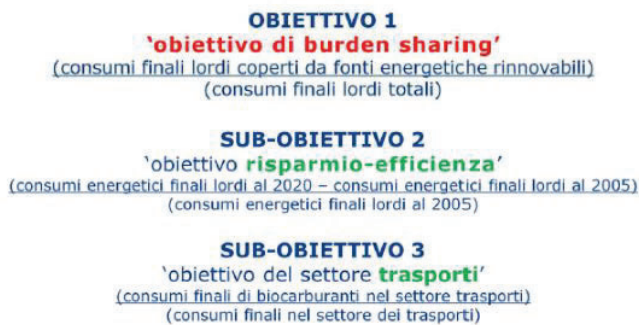 OBIETTIVO 1
'obiettivo di burden sharing'
(consumi finali lordi coperti da fonti energetiche rinnovabili)
(consumi finali lordi totali)
SUB-OBIETTIVO 2
'obiettivo risparmio-efficienza'
(consumi energetici finali lordi al 2020 – consumi energetici finali lordi al 2005)
(consumi energetici finali lordi al 2005)
SUB-OBIETTIVO 3
'obiettivo del settore trasporti'
(consumi finali di biocarburanti nel settore trasporti)
(consumi finali nel settore dei trasporti)